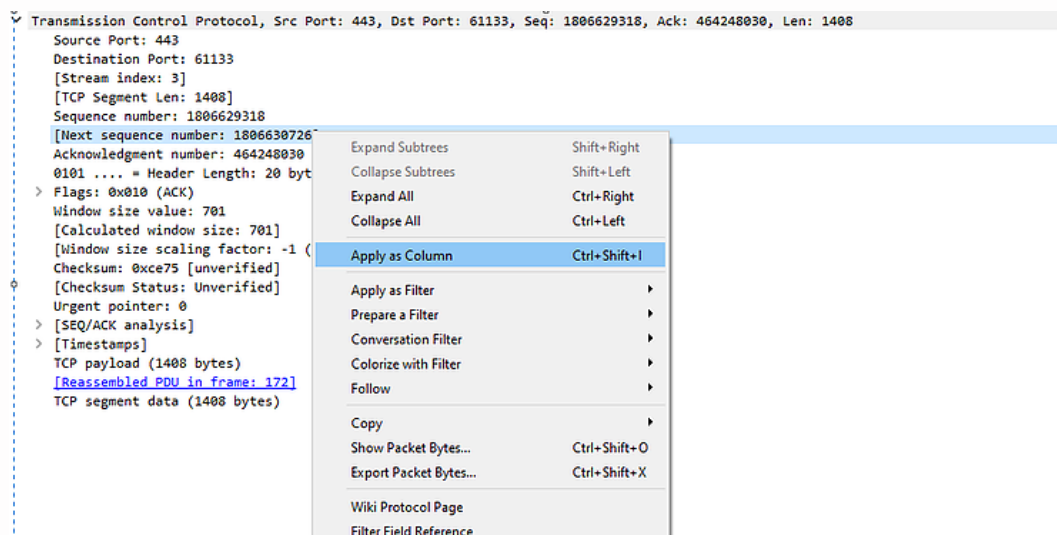 Transmission Control Protocol, Src Port: 443, Dst Port: 61133, Seq: 1806629318, Ack: 464248030, Len: 1408
Source Port: 443
Destination Port: 61133
[Stream index: 3]
[TCP Segment Len: 1408]
Sequence number: 1806629318
[Next sequence number: 1806630726]
Acknowledgment number: 464248030
0101 .... = Header Length: 20 byt
Flags: 0x010 (ACK)
Window size value: 701
[Calculated window size: 701]
[Window size scaling factor: -1 (
Checksum: 0xce75 [unverified]
[Checksum Status: Unverified]
Urgent pointer: 0
[SEQ/ACK analysis]
[Timestamps]
TCP payload (1408 bytes)
[Reassembled PDU in frame: 172]
TCP segment data (1408 bytes)
Expand Subtrees Shift+Right
Collapse Subtrees Shift+Left
Expand All Ctrl+Right
Collapse All Ctrl+Left
Apply as Column Ctrl+Shift+I
Apply as Filter
Prepare a Filter
Conversation Filter
Colorize with Filter
Follow
Copy
Show Packet Bytes... Ctrl+Shift+O
Export Packet Bytes... Ctrl+Shift+X
Wiki Protocol Page
Filter Field Reference